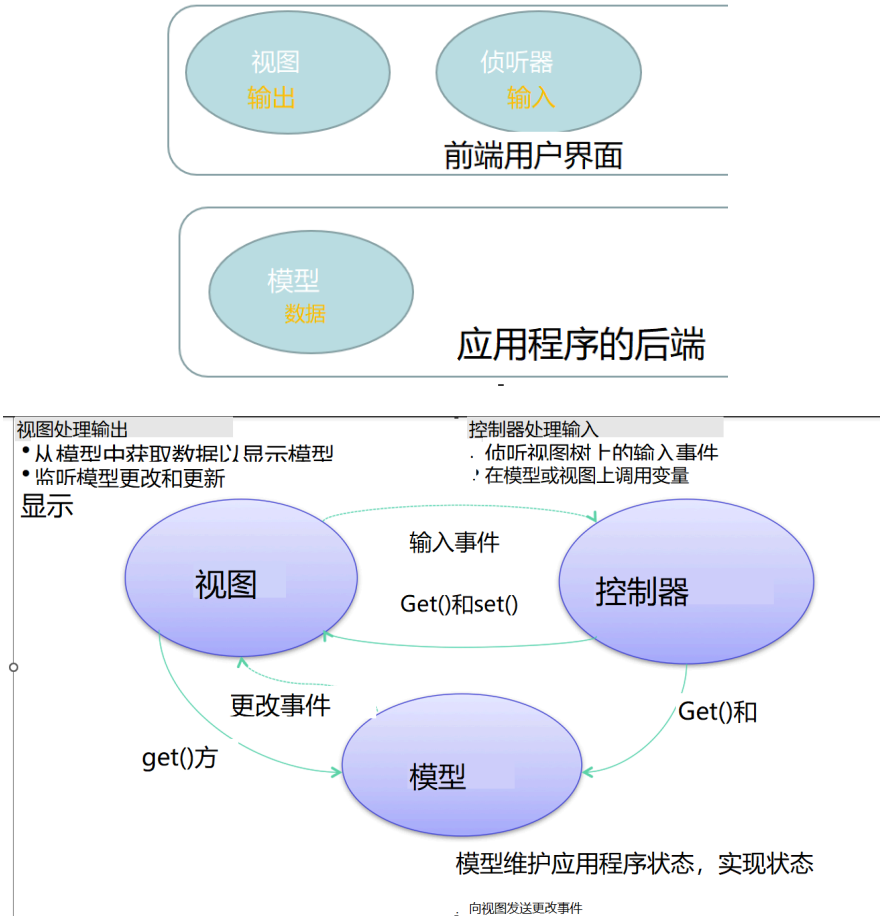 视图
输出
侦听器
输入
前端用户界面
模型
数据
应用程序的后端
视图处理输出
•从模型中获取数据以显示模型
•监听模型更改和更新
显示
控制器处理输入
. 侦听视图树上的输入事件
• 在模型或视图上调用变量
输入事件
视图
控制器
Get()和set()
更改事件
Get()和
get()方
模型
模型维护应用程序状态，实现状态
. 向视图发送更改事件